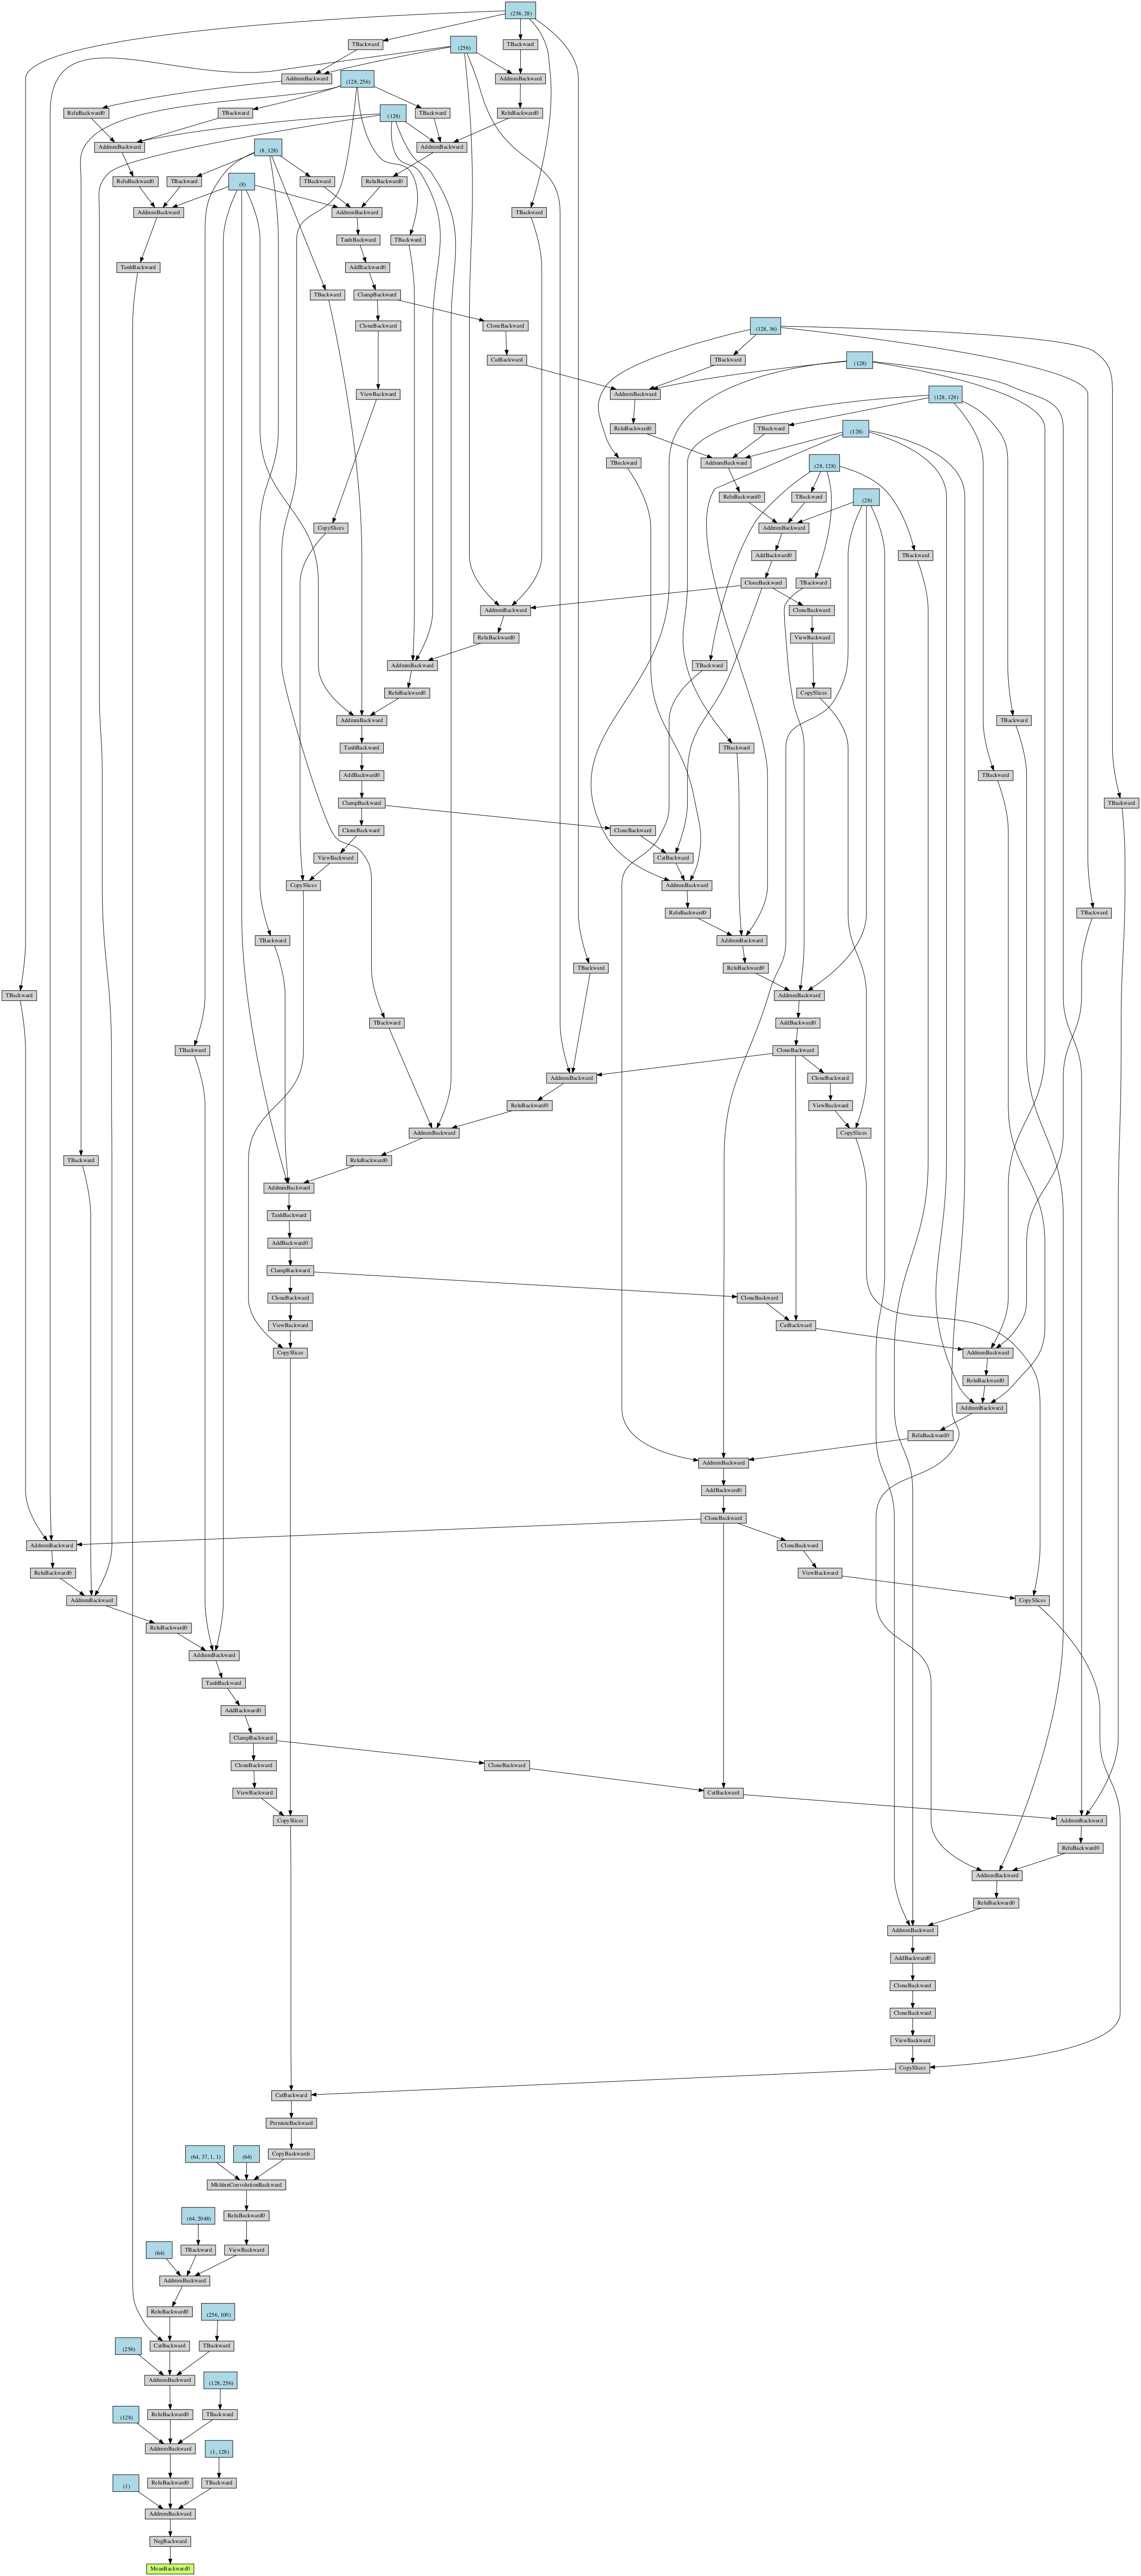 (256, 28)
TBackward
TBackward
(256)
AddmmBackward
AddmmBackward
(128, 256)
ReluBackward0
TBackward
TBackward
ReluBackward0
(128)
AddmmBackward
AddmmBackward
(8, 128)
ReluBackward0
TBackward
TBackward
ReluBackward0
(8)
AddmmBackward
AddmmBackward
TBackward
TanhBackward
TBackward
TanhBackward
AddBackward0
TBackward
ClampBackward
CloneBackward
CloneBackward
(128, 36)
CatBackward
TBackward
(128)
ViewBackward
AddmmBackward
(128, 128)
ReluBackward0
TBackward
(128)
TBackward
AddmmBackward
(28, 128)
ReluBackward0
TBackward
(28)
CopySlices
AddmmBackward
AddBackward0
TBackward
CloneBackward
TBackward
AddmmBackward
CloneBackward
ReluBackward0
ViewBackward
AddmmBackward
TBackward
ReluBackward0
CopySlices
AddmmBackward
TBackward
TanhBackward
TBackward
AddBackward0
TBackward
ClampBackward
TBackward
CloneBackward
CloneBackward
ViewBackward
CatBackward
CopySlices
AddmmBackward
ReluBackward0
TBackward
TBackward
AddmmBackward
TBackward
ReluBackward0
TBackward
AddmmBackward
TBackward
AddBackward0
TBackward
CloneBackward
AddmmBackward
CloneBackward
ReluBackward0
ViewBackward
AddmmBackward
CopySlices
TBackward
ReluBackward0
AddmmBackward
TanhBackward
AddBackward0
ClampBackward
CloneBackward
CloneBackward
ViewBackward
CatBackward
CopySlices
AddmmBackward
ReluBackward0
AddmmBackward
ReluBackward0
AddmmBackward
AddBackward0
CloneBackward
AddmmBackward
CloneBackward
ReluBackward0
ViewBackward
AddmmBackward
CopySlices
ReluBackward0
AddmmBackward
TanhBackward
AddBackward0
ClampBackward
CloneBackward
CloneBackward
ViewBackward
CatBackward
CopySlices
AddmmBackward
ReluBackward0
AddmmBackward
ReluBackward0
AddmmBackward
AddBackward0
CloneBackward
CloneBackward
ViewBackward
CopySlices
CatBackward
PermuteBackward
(64, 37, 1, 1)
(64)
CopyBackwards
MkldnnConvolutionBackward
(64, 2048)
ReluBackward0
(64)
TBackward
ViewBackward
AddmmBackward
ReluBackward0
(256, 100)
(256)
CatBackward
TBackward
AddmmBackward
(128, 256)
(128)
ReluBackward0
TBackward
AddmmBackward
(1, 128)
(1)
ReluBackward0
TBackward
AddmmBackward
NegBackward
MeanBackward0